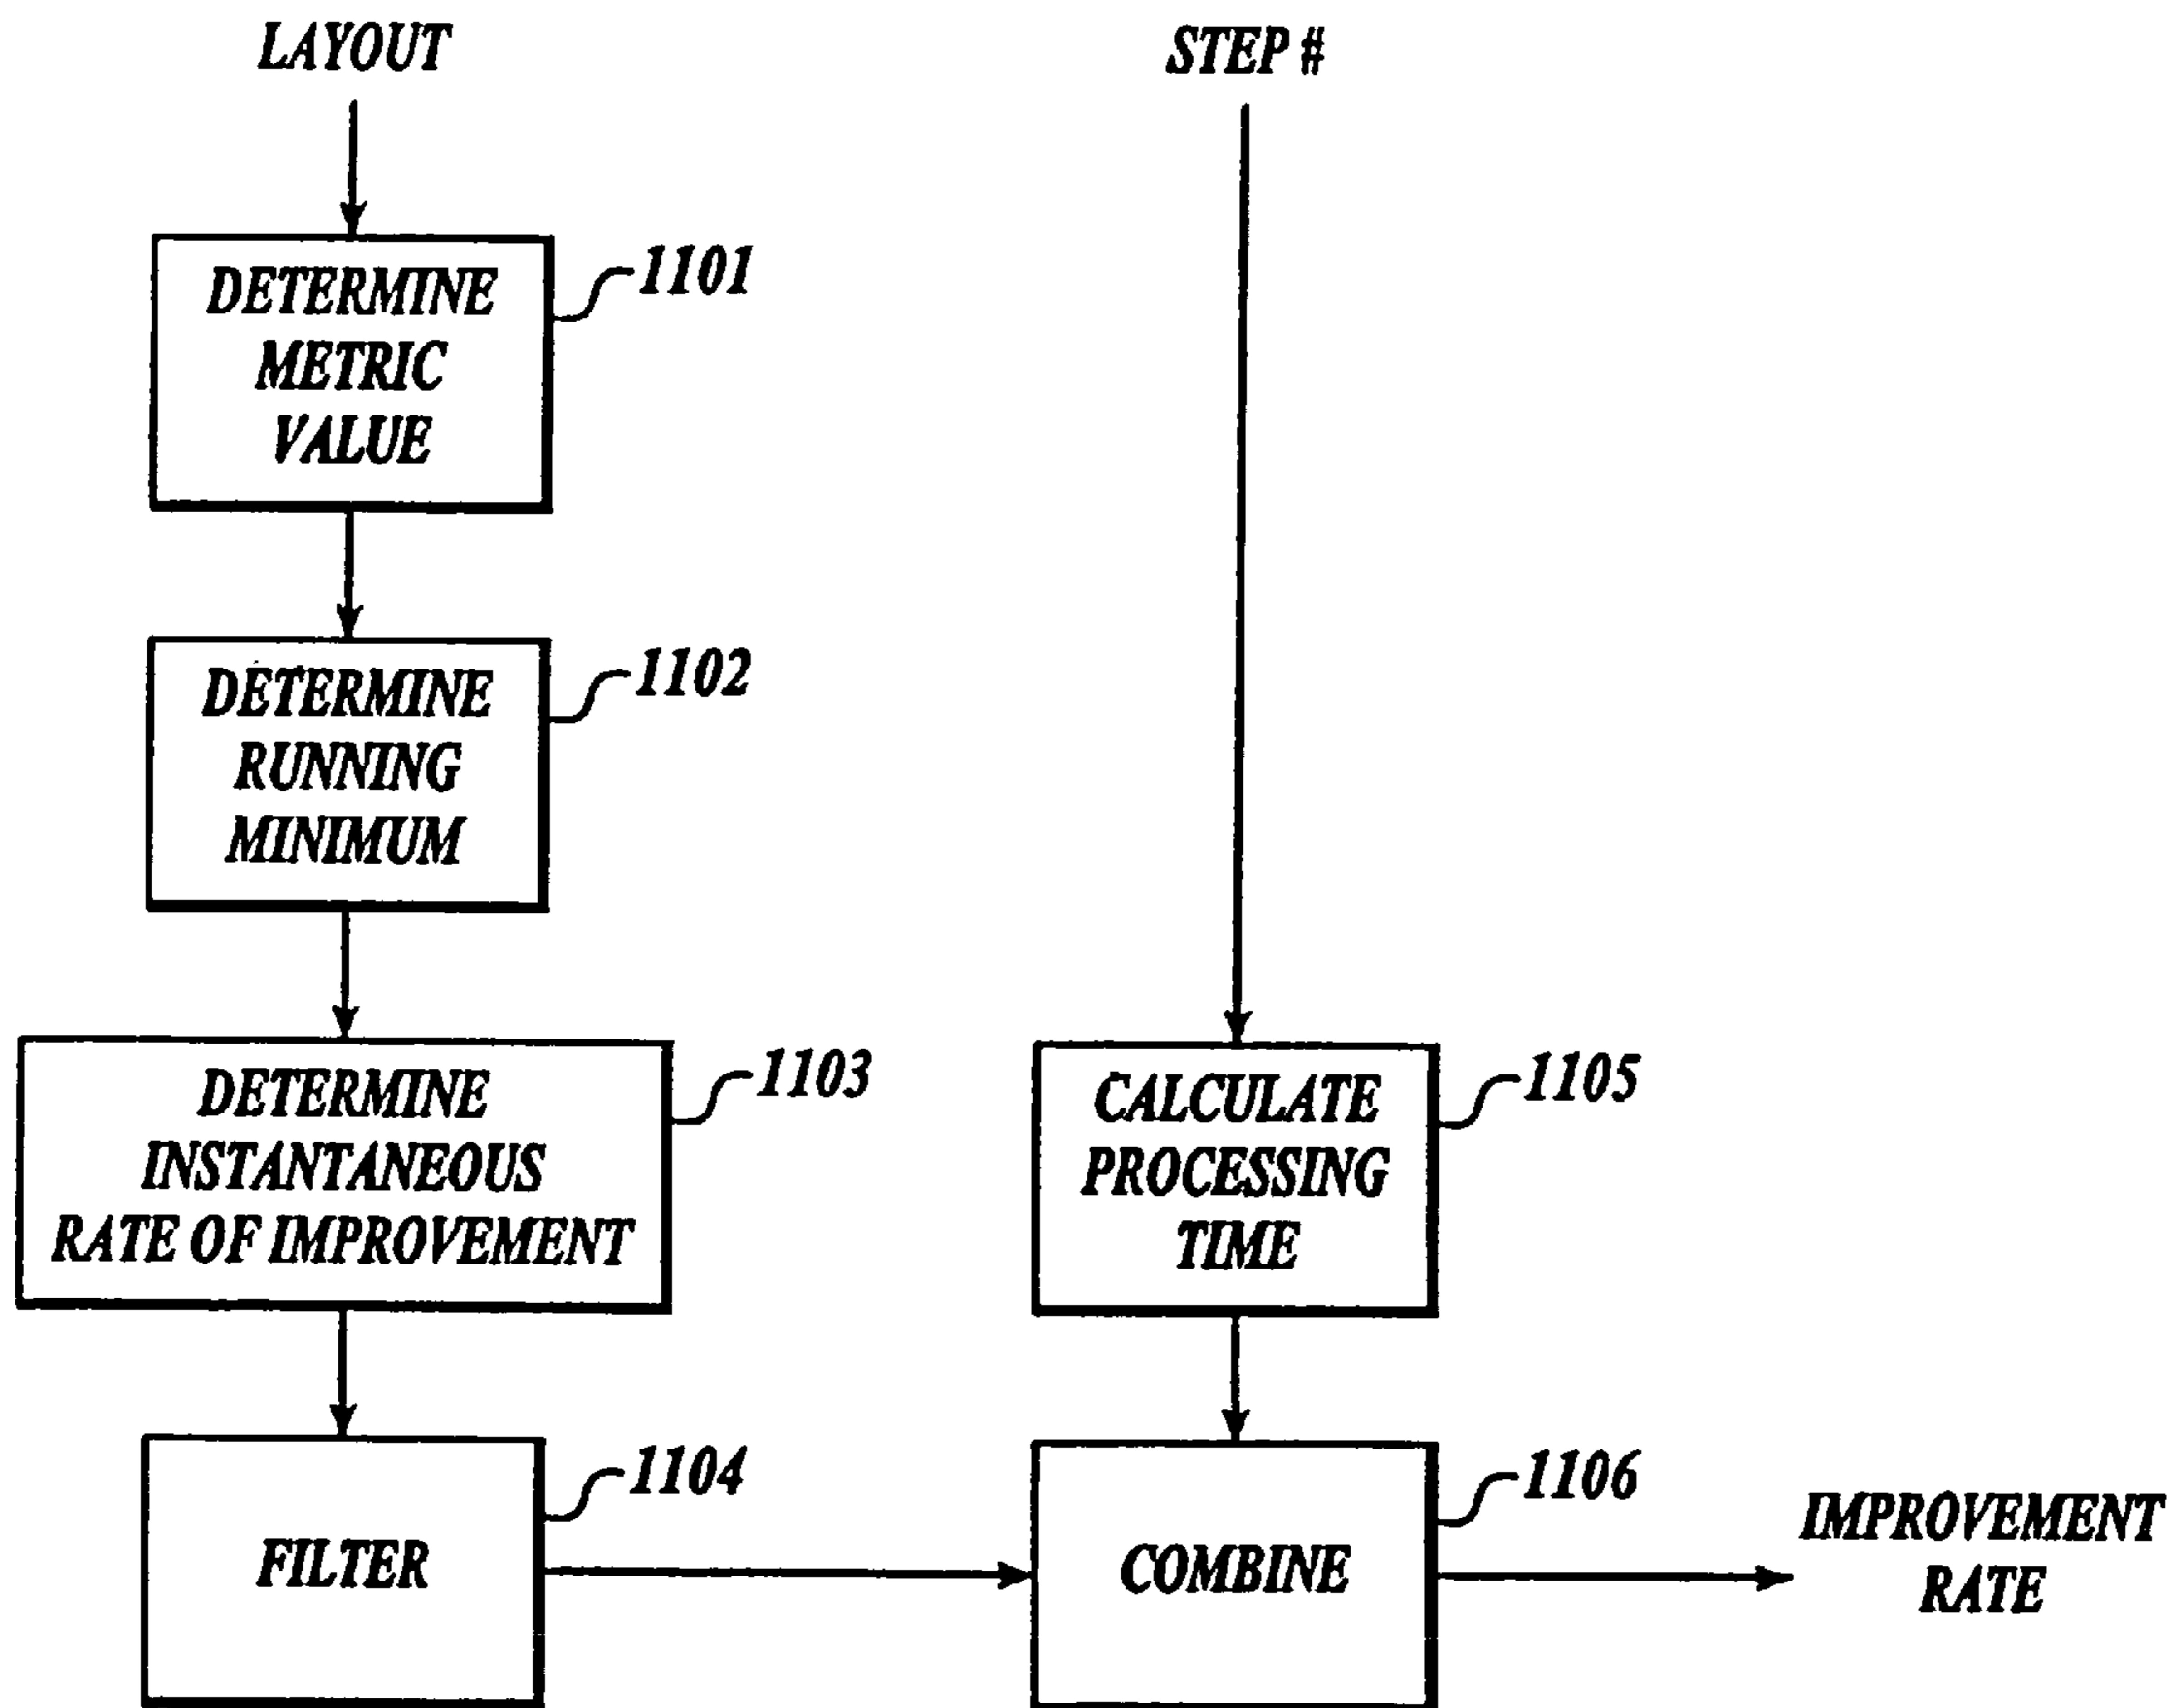 LAYOUT
STEP #
DETERMINE
METRIC
VALUE
1101
DETERMINE
RUNNING
MINIMUM
1102
DETERMINE
INSTANTANEOUS
RATE OF IMPROVEMENT
1103
CALCULATE
PROCESSING
TIME
1105
FILTER
1104
COMBINE
1106
IMPROVEMENT
RATE